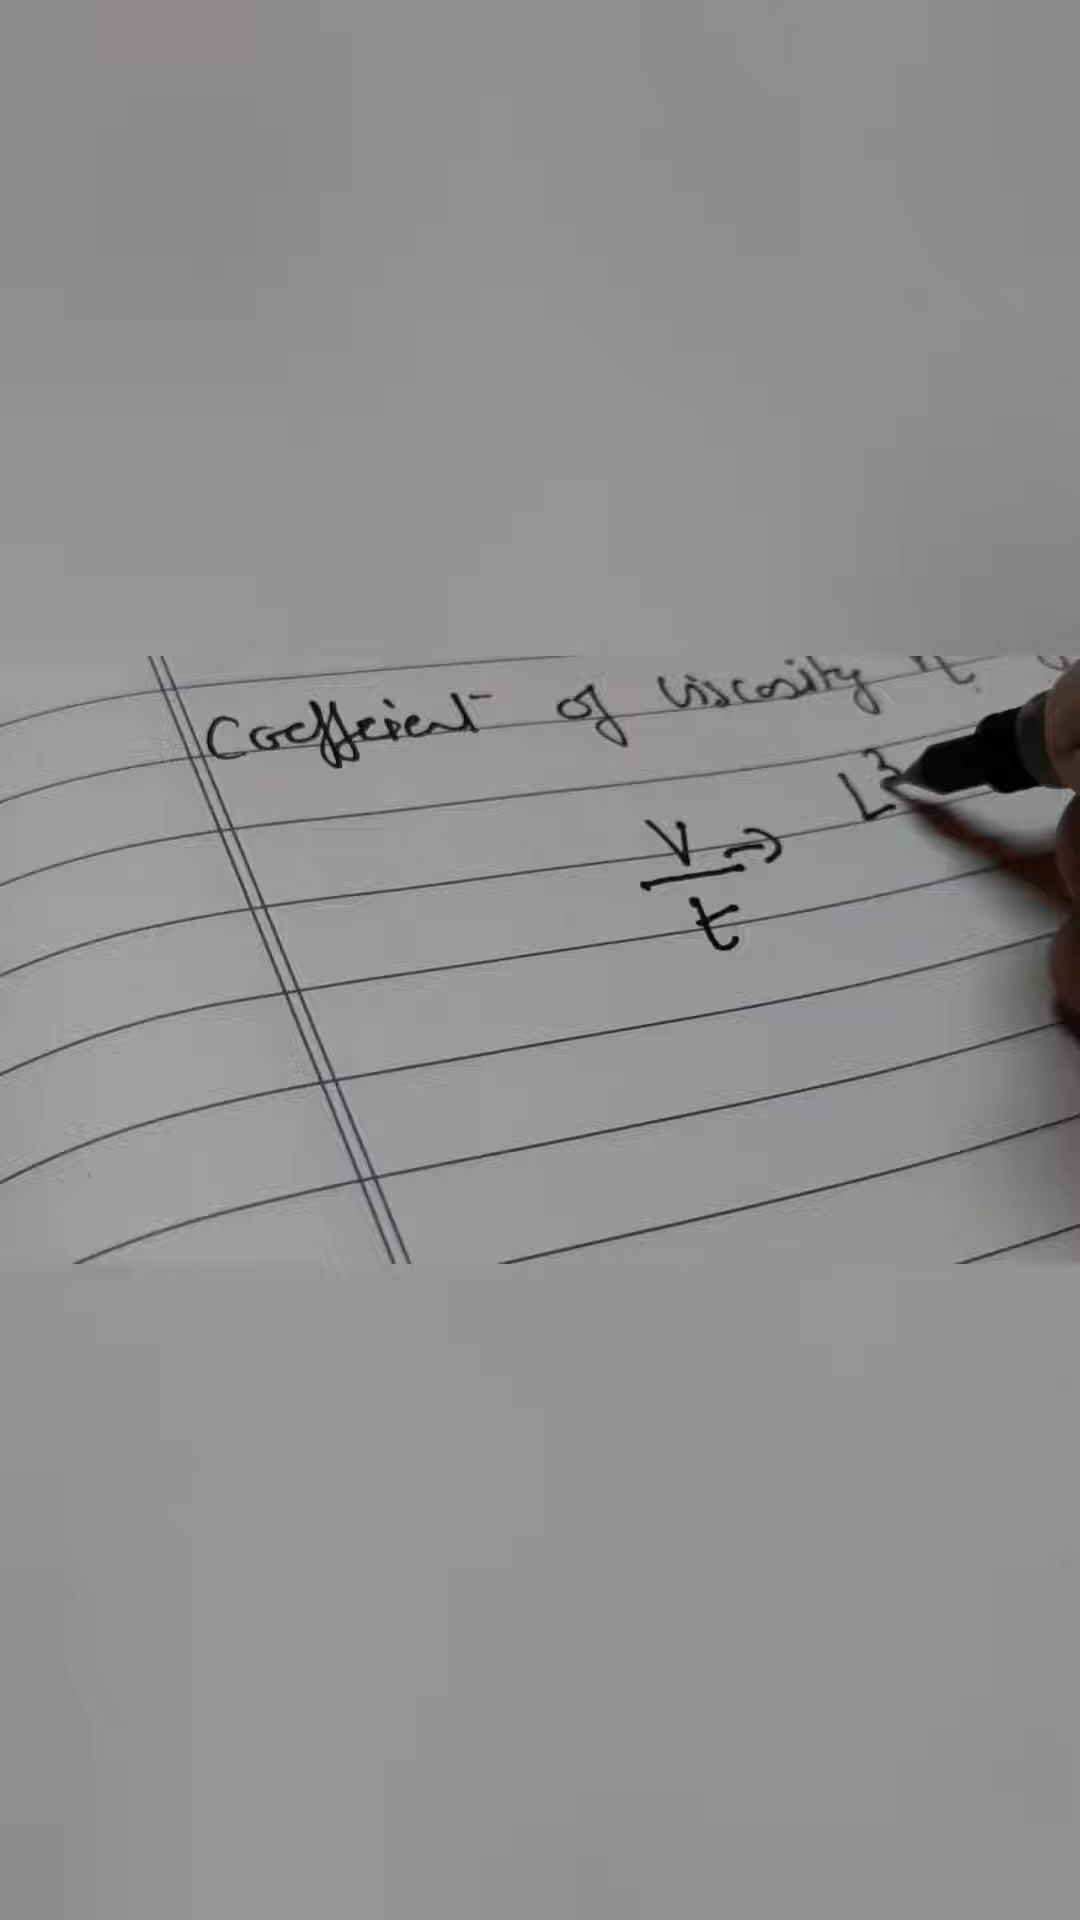 Coefficient of viscosity η
V → L³
t